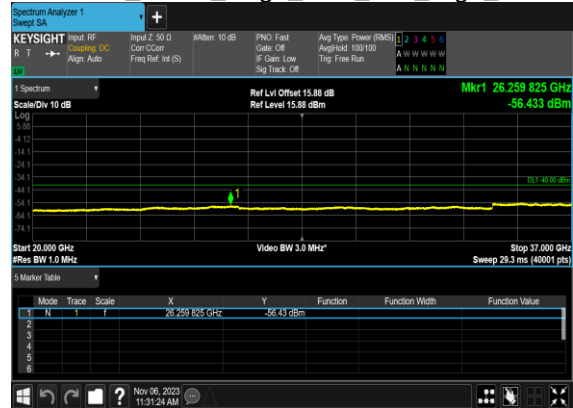 Spectrum Analyzer 1
Swept SA
KEYSIGHT
R T
Input: RF
Coupling: DC
Align: Auto
Input Z: 50 Ω
Corr CCorr
Freq Ref: Int (S)
#Atten: 10 dB
PNO: Fast
Gate: Off
IF Gain: Low
Sig Track: Off
Avg Type: Power (RMS)
Avg|Hold: 100/100
Trig: Free Run
1 2 3 4 5 6
A W W W W W
A N N N N N
1 Spectrum
Scale/Div 10 dB
Ref Lvl Offset 15.88 dB
Ref Level 15.88 dBm
Mkr1 26.259 825 GHz
-56.433 dBm
Log
5.88
-4.12
-14.1
-24.1
-34.1
-44.1
-54.1
-64.1
-74.1
DL1 -40.00 dBm
1
Start 20.000 GHz
#Res BW 1.0 MHz
Video BW 3.0 MHz*
Stop 37.000 GHz
Sweep 29.3 ms (40001 pts)
5 Marker Table
Mode Trace Scale X Y Function Function Width Function Value
1 N 1 f 26.259 825 GHz -56.43 dBm
2
3
4
5
6
?
Nov 06, 2023
11:31:24 AM